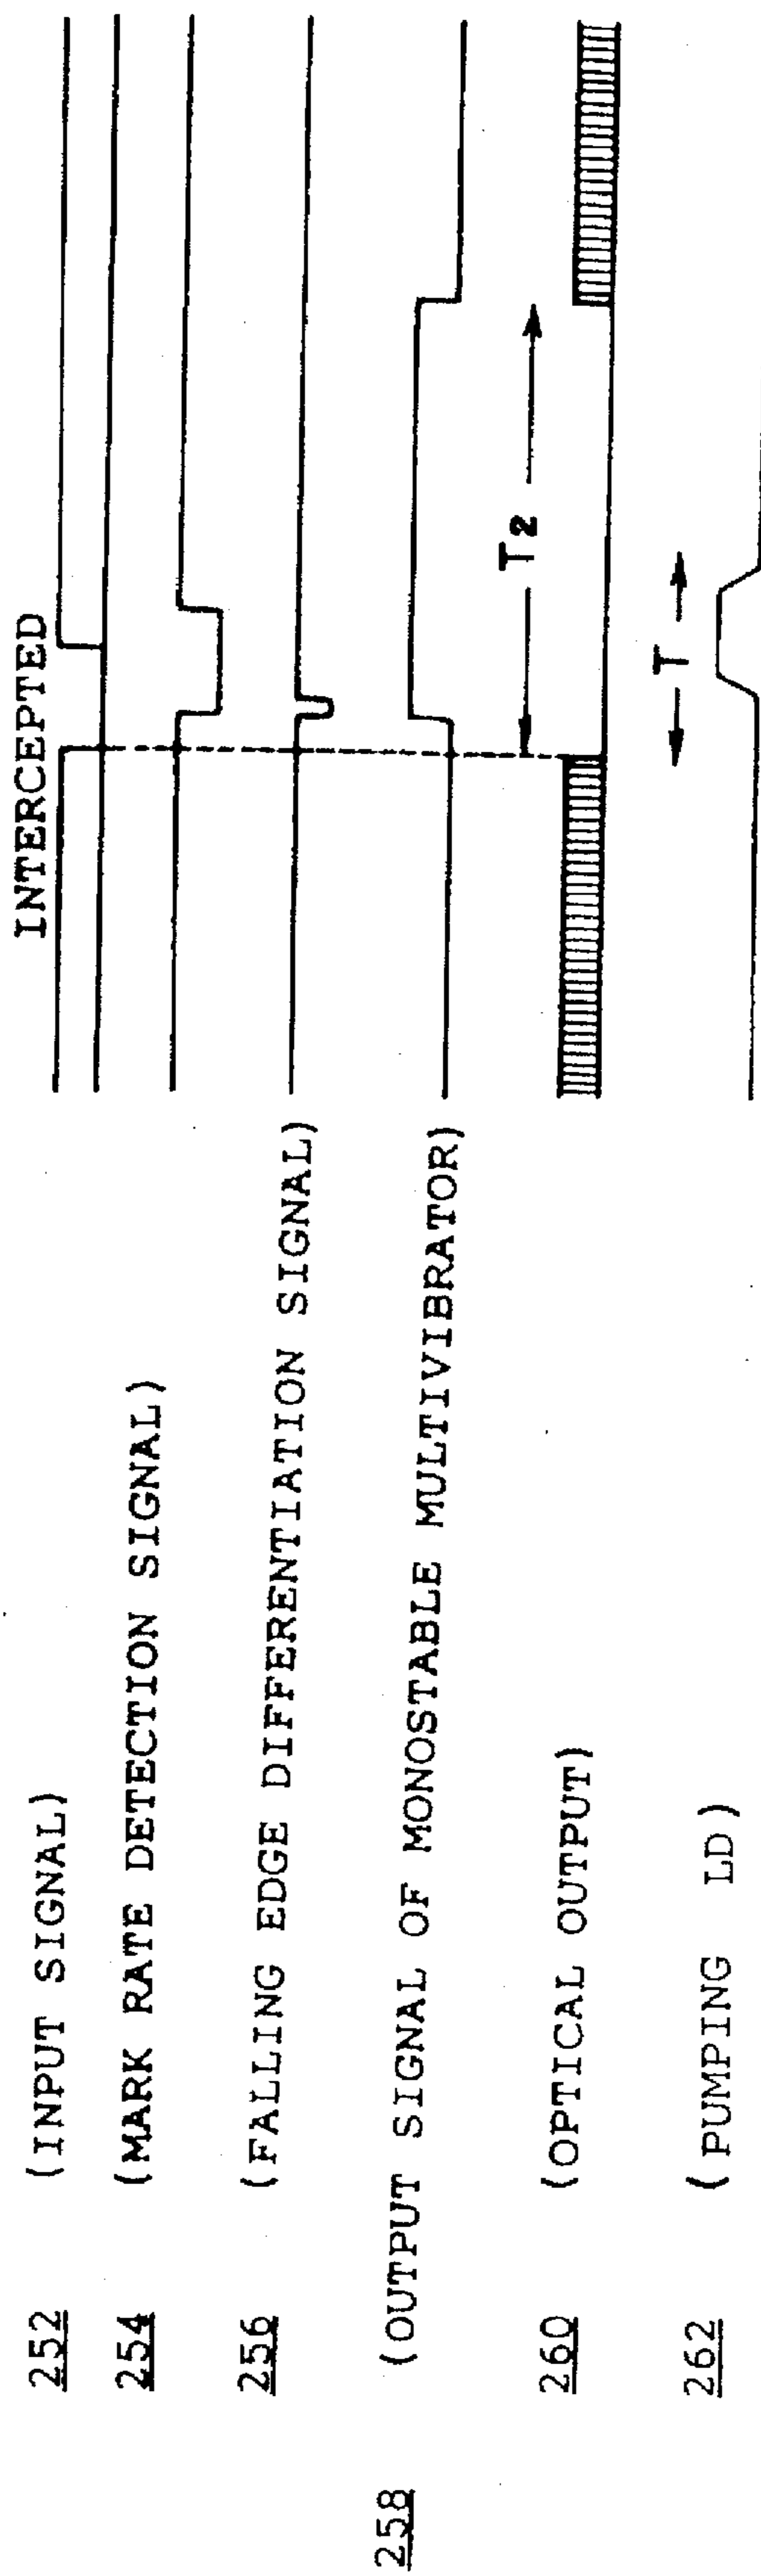 INTERCEPTED
252 (INPUT SIGNAL)
254 (MARK RATE DETECTION SIGNAL)
256 (FALLING EDGE DIFFERENTIATION SIGNAL)
258 (OUTPUT SIGNAL OF MONOSTABLE MULTIVIBRATOR)
T2
260 (OPTICAL OUTPUT)
T
262 (PUMPING LD)